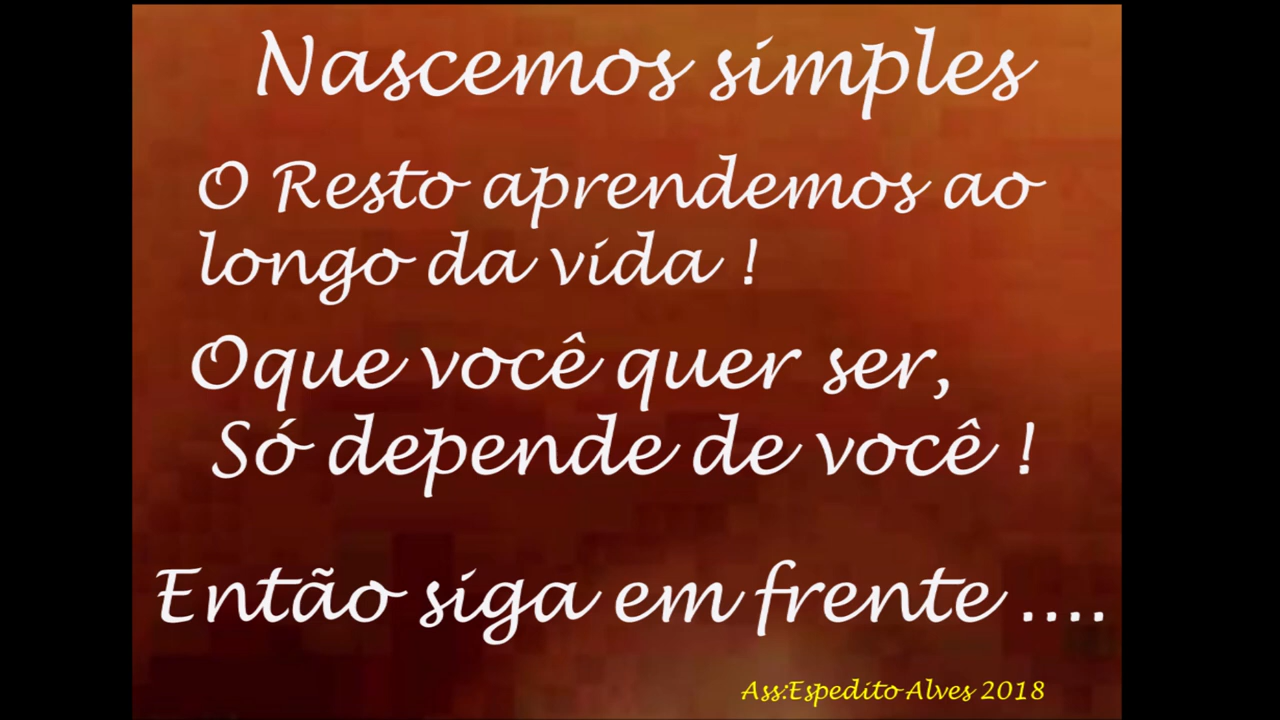 Nascemos simples
O Resto aprendemos ao
longo da vida !
Oque você quer ser,
Só depende de você !
Então siga em frente ....
Ass:Espedito Alves 2018